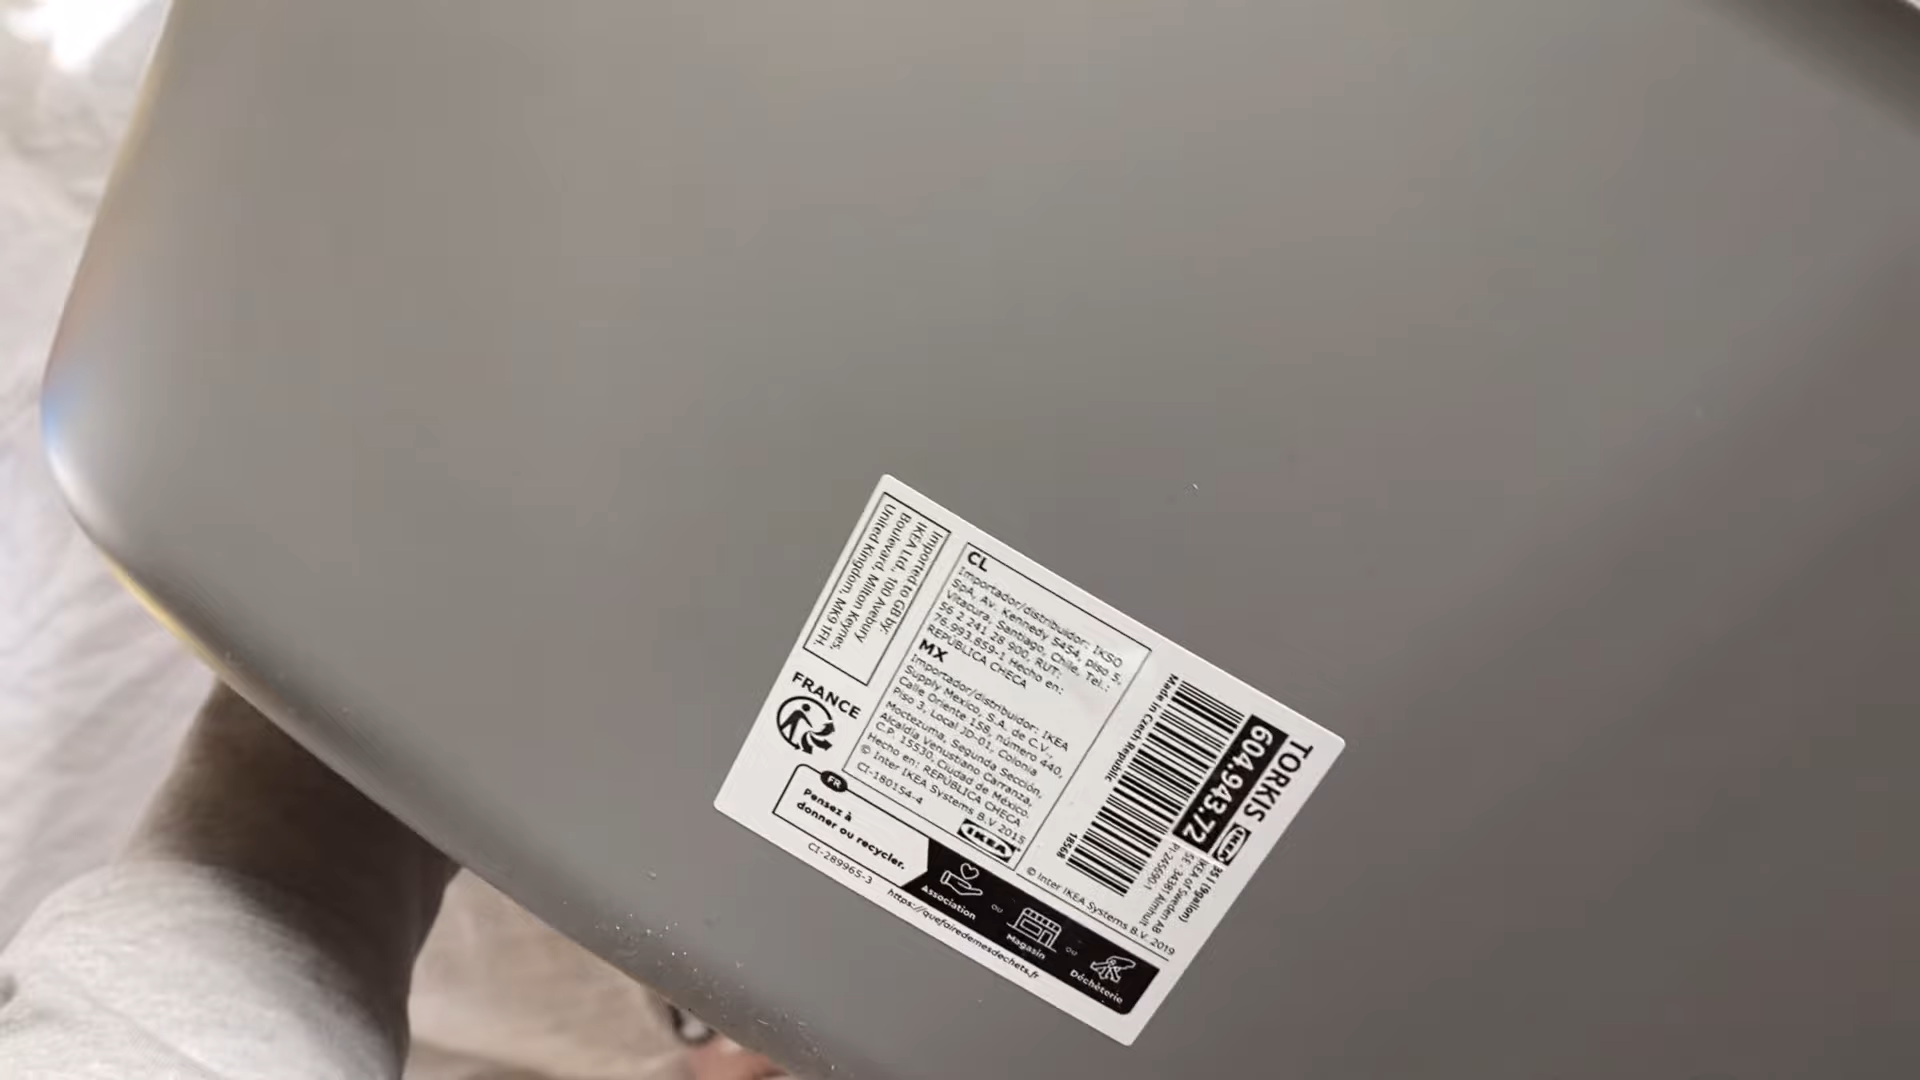 Imported to GB by:
IKEA Ltd., 100 Avebury
Boulevard, Milton Keynes,
United Kingdom, MK9 1FH.
FRANCE
CL
Importador/distribuidor: IKSO
SpA, Av. Kennedy 5454, piso 5,
Vitacura, Santiago, Chile. Tel.:
56 2 241 28 900, RUT:
76.993.859-1 Hecho en:
REPÚBLICA CHECA
MX
Importador/distribuidor: IKEA
Supply Mexico, S.A. de C.V.,
Calle Oriente 158, número 440,
Piso 3, Local JD-01, Colonia
Moctezuma, Segunda Sección,
Alcaldía Venustiano Carranza,
C.P. 15530, Ciudad de México.
Hecho en: REPÚBLICA CHECA
© Inter IKEA Systems B.V 2015
CI-180154-4
IKEA
TORKIS
604.943.72
IKEA
35 l (9gallon)
IKEA of Sweden AB
SE-34381 Älmhult
PI-245690-1
Made in Czech Republic
18568
© Inter IKEA Systems B.V. 2019
FR
Pensez à
donner ou recycler.
Association
ou
Magasin
ou
Déchèterie
CI-289965-3
https://quefairedemesdechets.fr